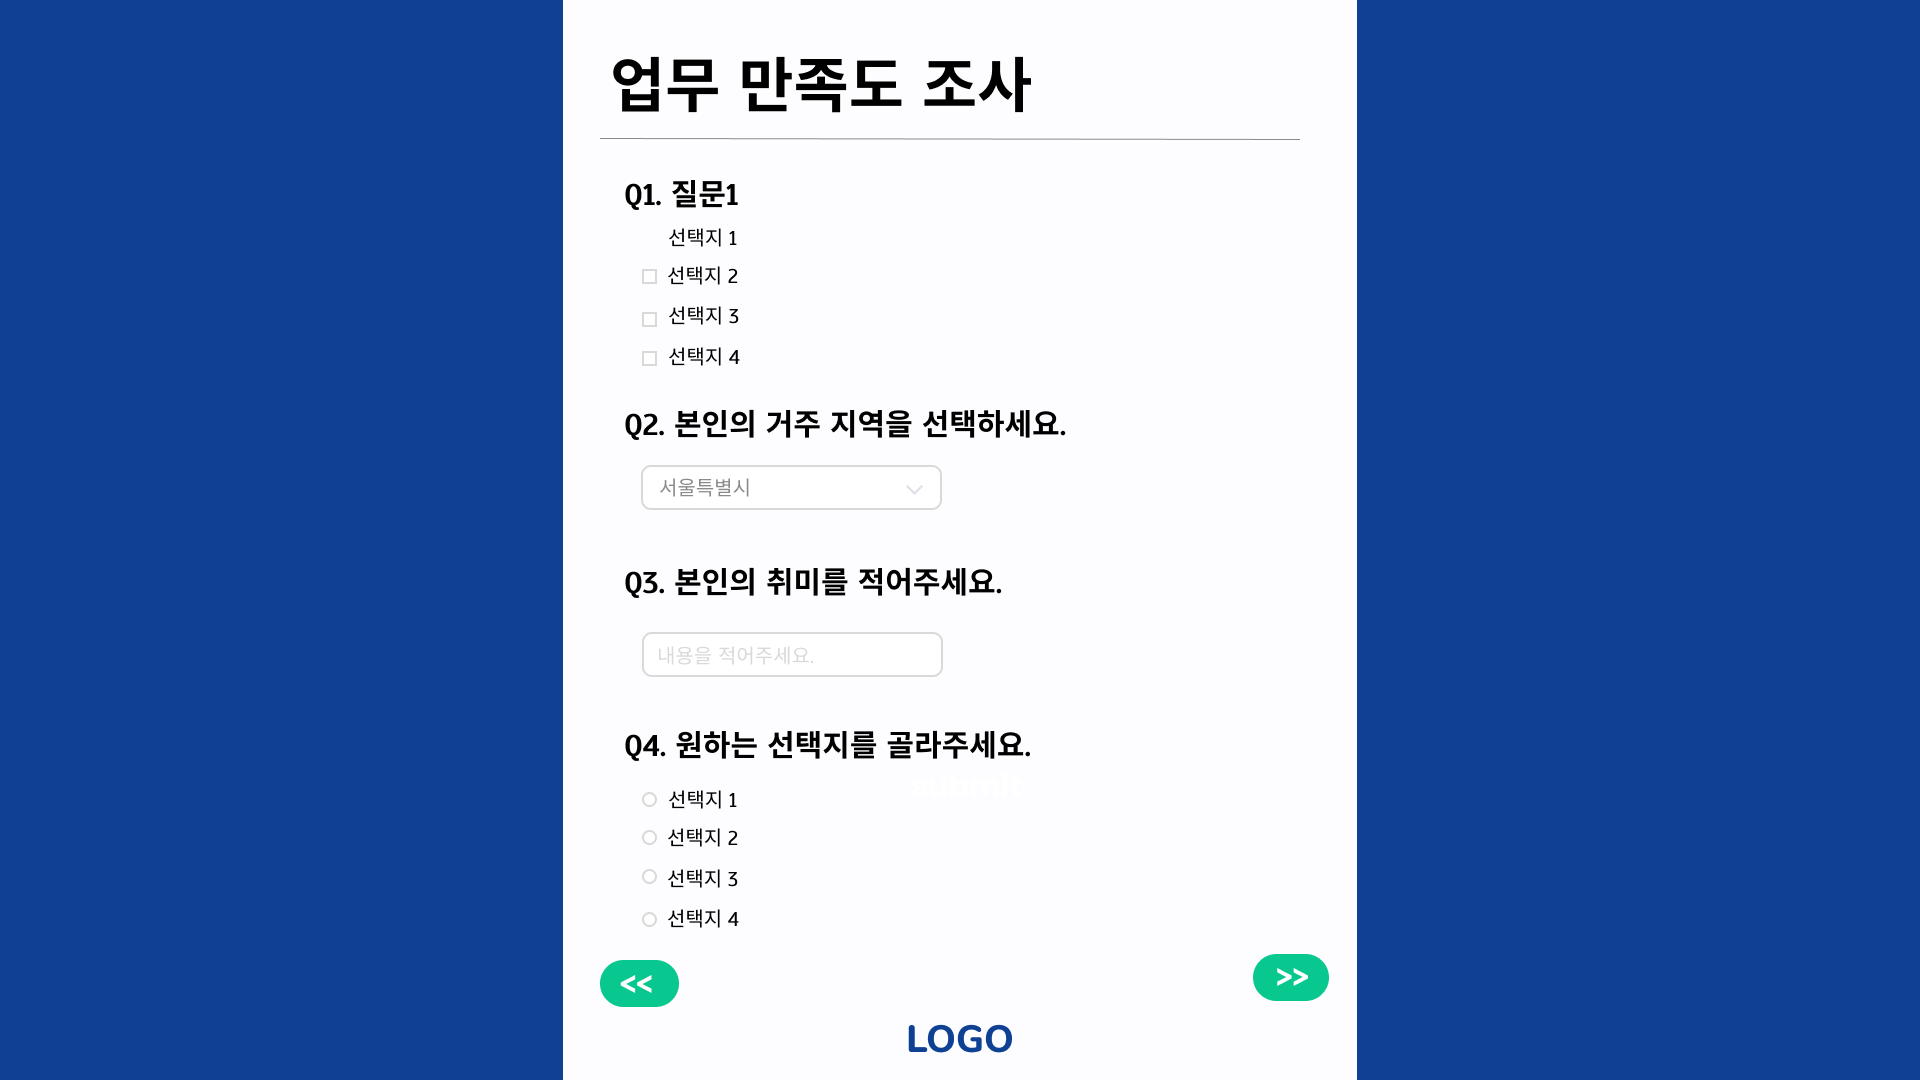 업무 만족도 조사
Q1. 질문1
선택지 1
선택지 2
선택지 3
선택지 4
Q2. 본인의 거주 지역을 선택하세요.
서울특별시
Q3. 본인의 취미를 적어주세요.
내용을 적어주세요.
Q4. 원하는 선택지를 골라주세요.
submit
선택지 1
선택지 2
선택지 3
선택지 4
<< >>
LOGO